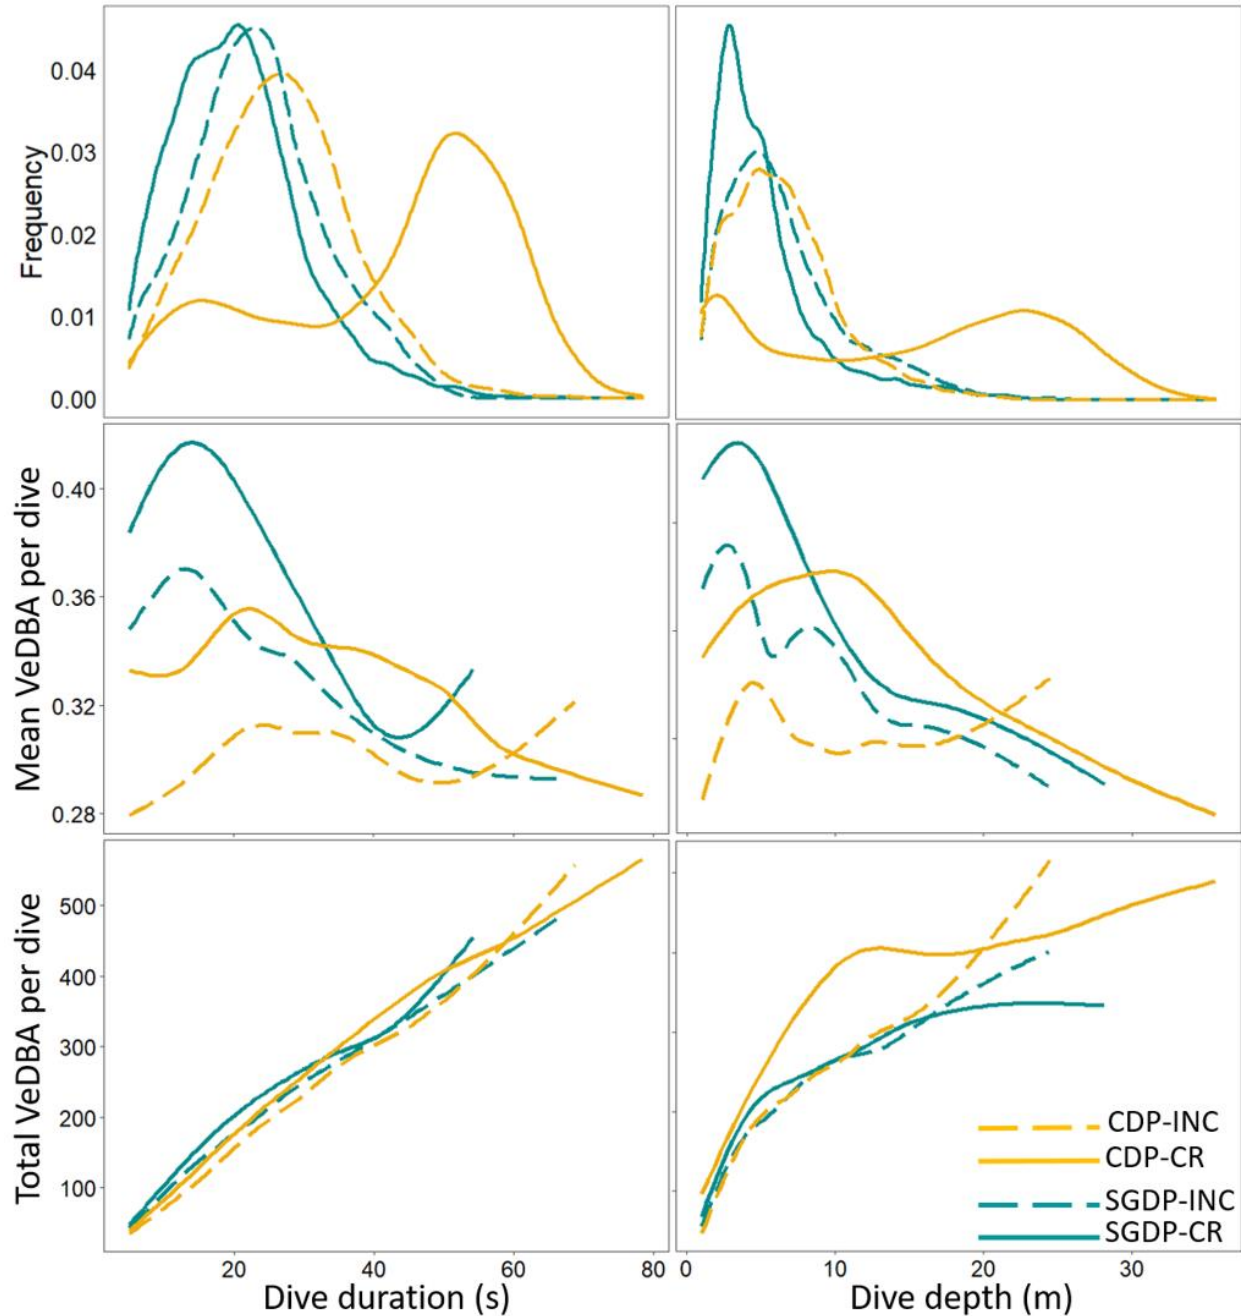 Frequency
0.04
0.03
0.02
0.01
0.00
Mean VeDBA per dive
0.40
0.36
0.32
0.28
Total VeDBA per dive
500
400
300
200
100
CDP-INC
CDP-CR
SGDP-INC
SGDP-CR
20 40 60 80
0 10 20 30
Dive duration (s)
Dive depth (m)